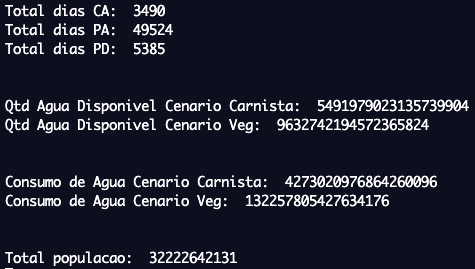 Total dias CA:  3490
Total dias PA:  49524
Total dias PD:  5385
Qtd Agua Disponivel Cenario Carnista:  5491979023135739904
Qtd Agua Disponivel Cenario Veg:  9632742194572365824
Consumo de Agua Cenario Carnista:  4273020976864260096
Consumo de Agua Cenario Veg:  132257805427634176
Total populacao:  32222642131